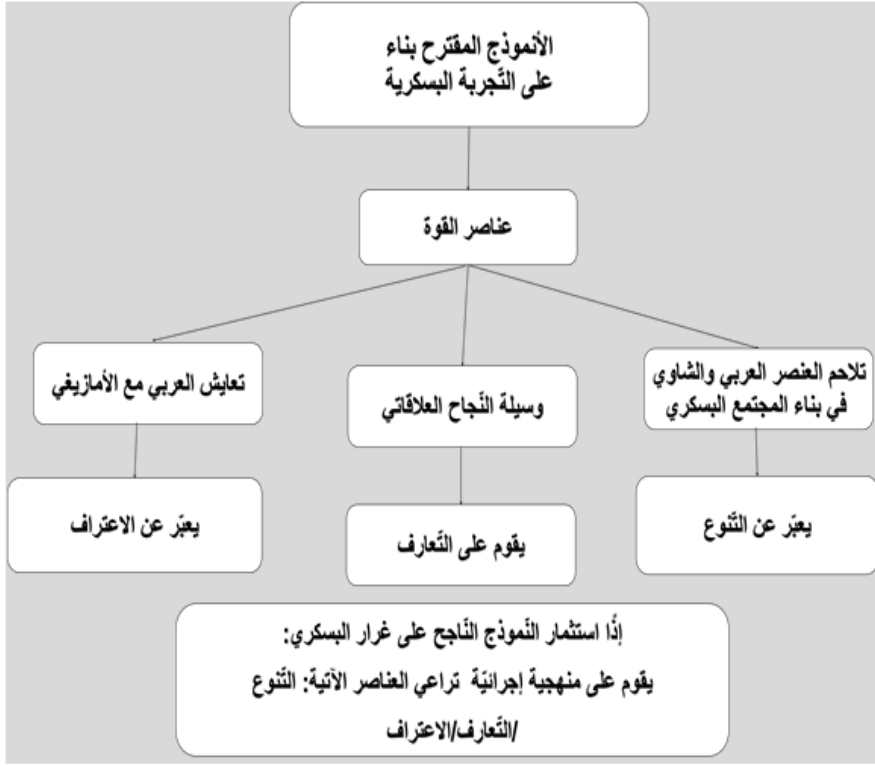 الأنموذج المقترح بناء
على التّجربة البسكرية
عناصر القوة
تلاحم العنصر العربي والشاوي
في بناء المجتمع البسكري
وسيلة النّجاح العلاقاتي
تعايش العربي مع الأمازيغي
يعبّر عن التّنوع
يقوم على التّعارف
يعبّر عن الاعتراف
إذًا استثمار النّموذج النّاجح على غرار البسكري:
يقوم على منهجية إجرائيّة تراعي العناصر الآتية: التّنوع
/التّعارف/الاعتراف